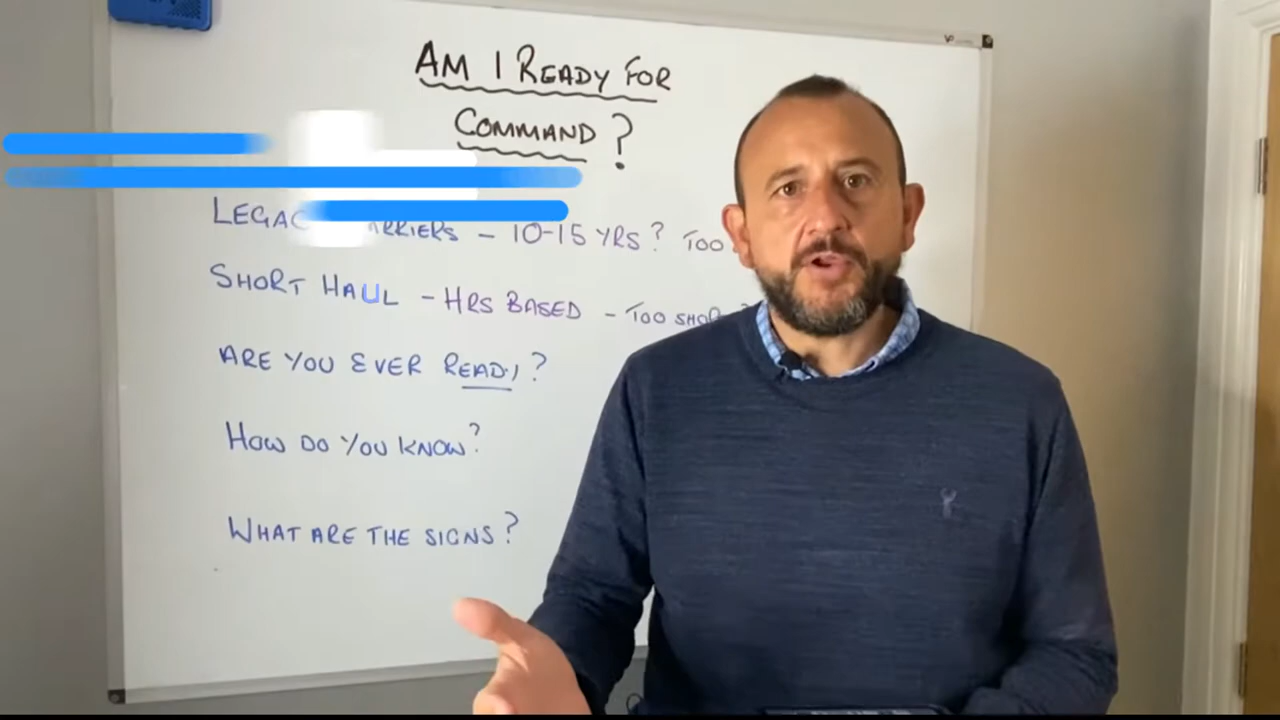 AM I READY FOR
COMMAND?
LEGAC ARRIERS - 10-15 YRS? TOO
SHORT HAUL - HRS BASED - TOO SHOR ?
ARE YOU EVER READY?
HOW DO YOU KNOW?
WHAT ARE THE SIGNS?